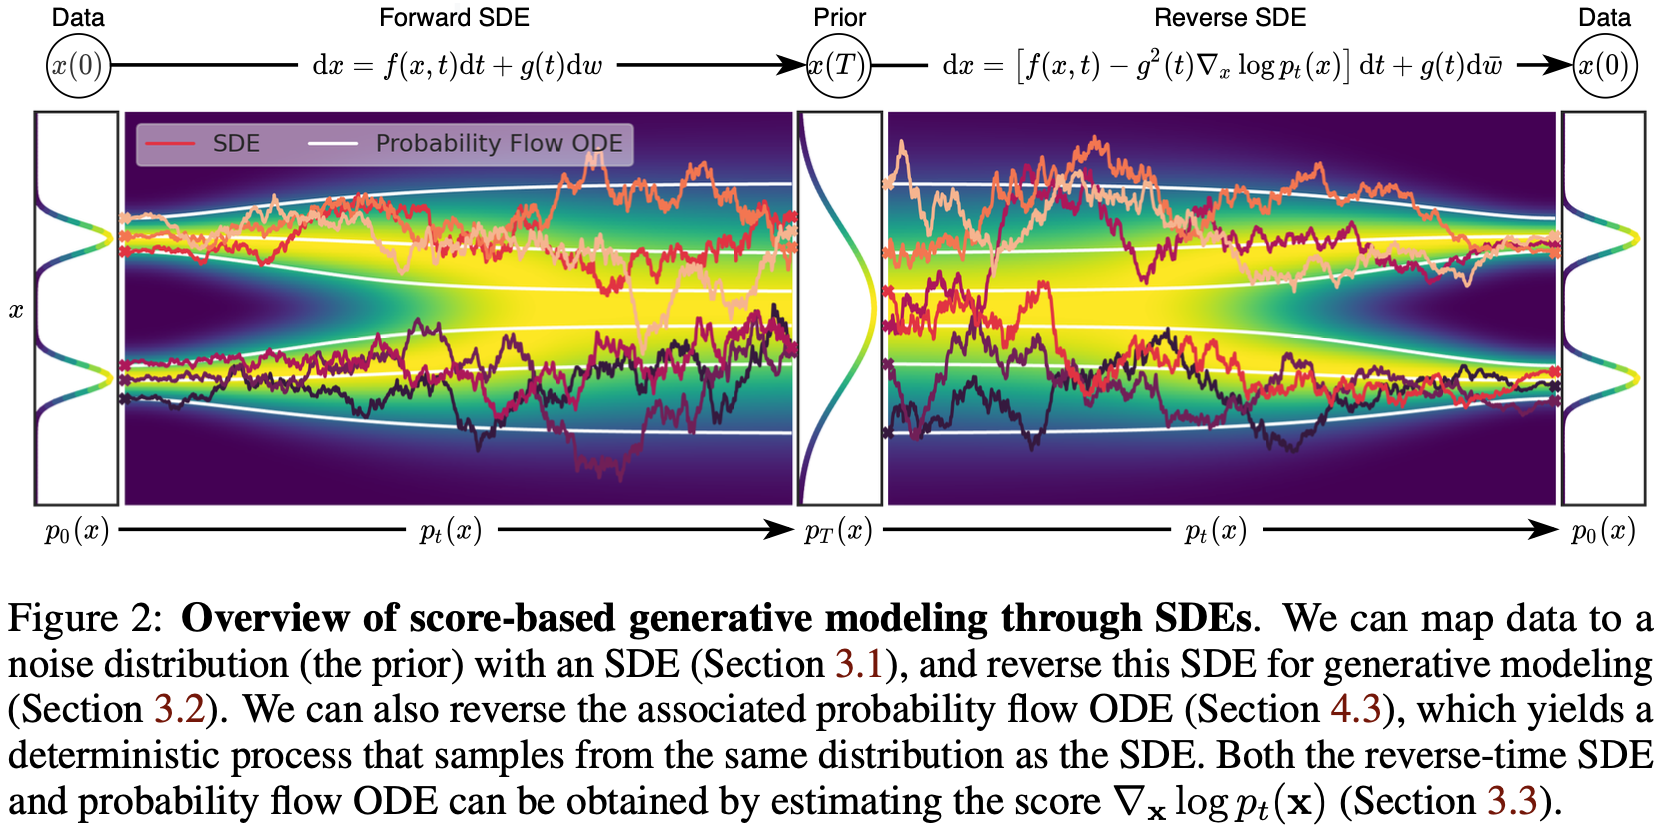 Data Forward SDE Prior Reverse SDE Data
x(0) dx = f(x, t)dt + g(t)dw x(T) dx = [f(x, t) − g²(t)∇ₓ log pₜ(x)] dt + g(t)dw̄ x(0)
SDE Probability Flow ODE
x
p₀(x) pₜ(x) p_T(x) pₜ(x) p₀(x)
Figure 2: Overview of score-based generative modeling through SDEs. We can map data to a
noise distribution (the prior) with an SDE (Section 3.1), and reverse this SDE for generative modeling
(Section 3.2). We can also reverse the associated probability flow ODE (Section 4.3), which yields a
deterministic process that samples from the same distribution as the SDE. Both the reverse-time SDE
and probability flow ODE can be obtained by estimating the score ∇ₓ log pₜ(x) (Section 3.3).